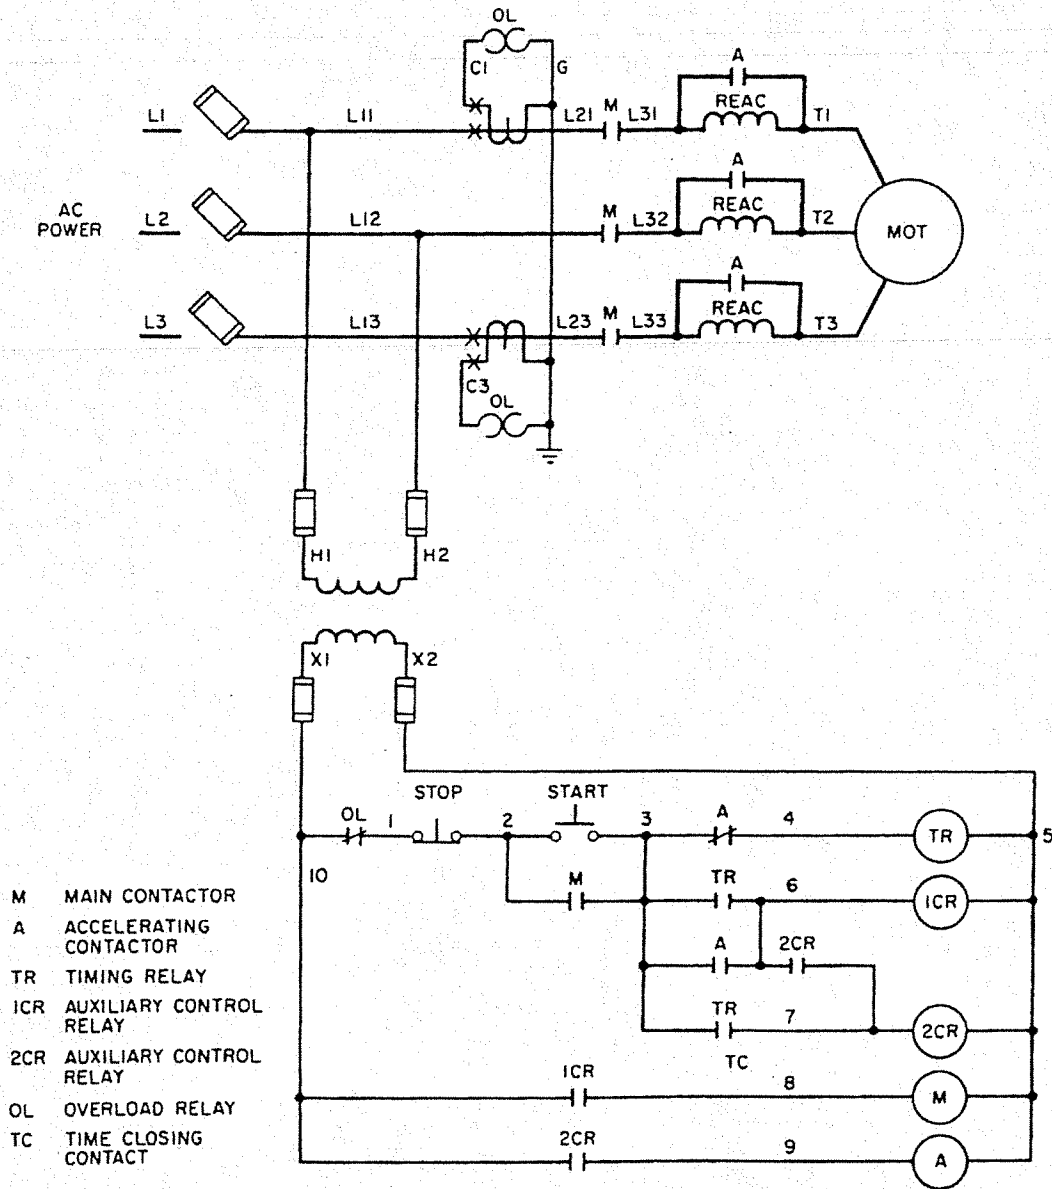 OL
C1 G A
L1 L11 L21 M L31 REAC T1
A
AC
POWER
L2 L12 M L32 REAC T2
MOT
A
L3 L13 L23 M L33 REAC T3
C3
OL
H1 H2
X1 X2
STOP START
OL 1 2 3 A 4 TR 5
10
M TR 6 1CR
A 2CR
TR 7 2CR
TC
1CR 8 M
2CR 9 A
M MAIN CONTACTOR
A ACCELERATING
CONTACTOR
TR TIMING RELAY
1CR AUXILIARY CONTROL
RELAY
2CR AUXILIARY CONTROL
RELAY
OL OVERLOAD RELAY
TC TIME CLOSING
CONTACT